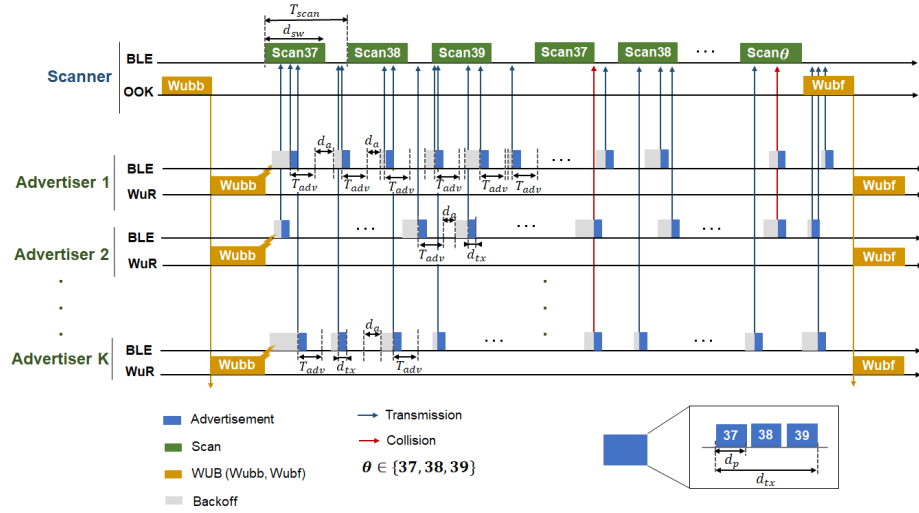 T_scan
d_sw
Scan37 Scan38 Scan39 Scan37 Scan38 ... Scanθ
BLE
Scanner
OOK
Wubb Wubf
d_a d_a
BLE
Advertiser 1
Wubb T_adv T_adv T_adv T_adv T_adv T_adv ... Wubf
WuR
d_a
BLE ... ... ...
Advertiser 2
Wubb T_adv d_tx Wubf
WuR
d_a
BLE ... ...
Advertiser K
Wubb T_adv d_tx T_adv Wubf
WuR
Advertisement
Scan
WUB (Wubb, Wubf)
Backoff
Transmission
Collision
θ ∈ {37, 38, 39}
37 38 39
d_p
d_tx